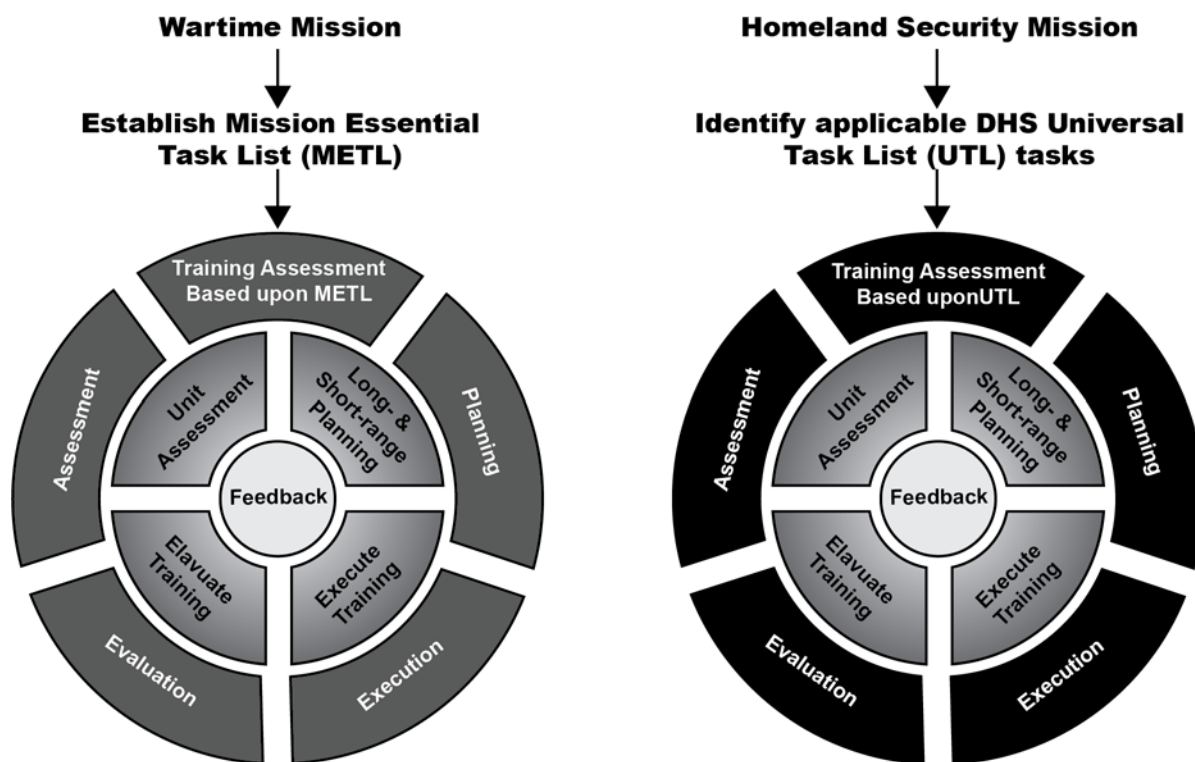 Wartime Mission
Establish Mission Essential
Task List (METL)
Training Assessment
Based upon METL
Assessment
Planning
Unit
Assessment
Long- &
Short-range
Planning
Feedback
Elavuate
Training
Execute
Training
Evaluation
Execution
Homeland Security Mission
Identify applicable DHS Universal
Task List (UTL) tasks
Training Assessment
Based uponUTL
Assessment
Planning
Unit
Assessment
Long- &
Short-range
Planning
Feedback
Elavuate
Training
Execute
Training
Evaluation
Execution